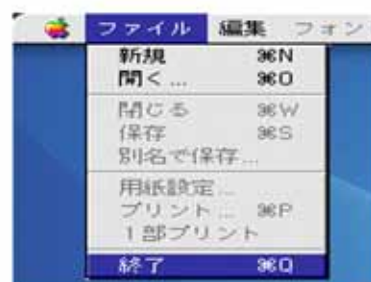 ファイル 編集 フォン
新規 ⌘N
開く... ⌘O
閉じる ⌘W
保存 ⌘S
別名で保存...
用紙設定...
プリント... ⌘P
1部プリント
終了 ⌘Q